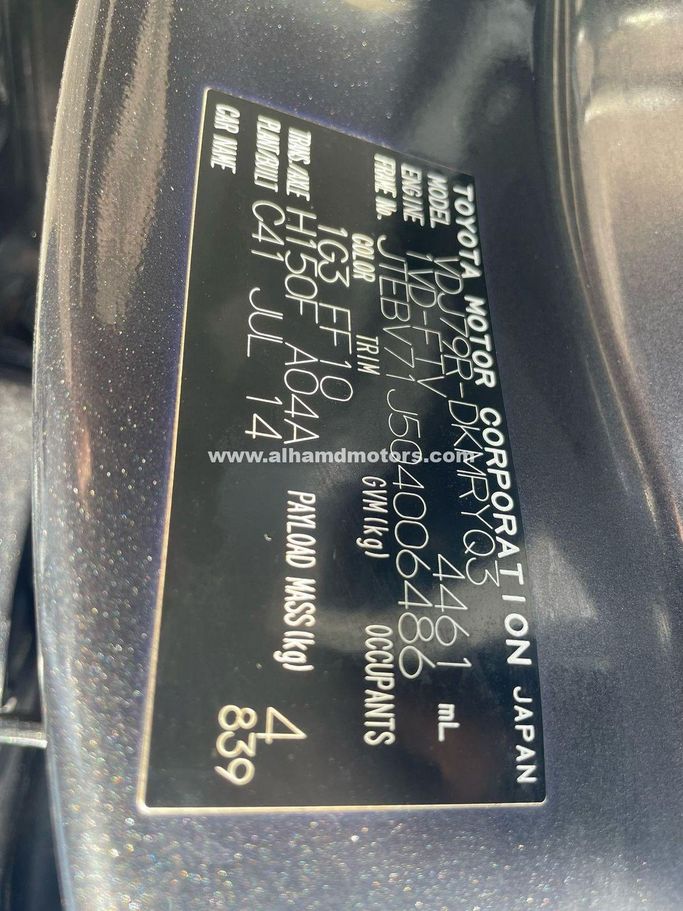 TOYOTA MOTOR CORPORATION JAPAN
MODEL VDJ79R-DKMRYQ3
ENGINE 1VD-FTV 4461 mL
FRAME No. JTEBV71J504006486
COLOR TRIM GVM(kg) OCCUPANTS
1G3 FF10 4
TRANS./AXLE H150F A04A PAYLOAD MASS(kg) 839
PLANT/BUILT C41 JUL 14
CAB NAME
www.alhamdmotors.com